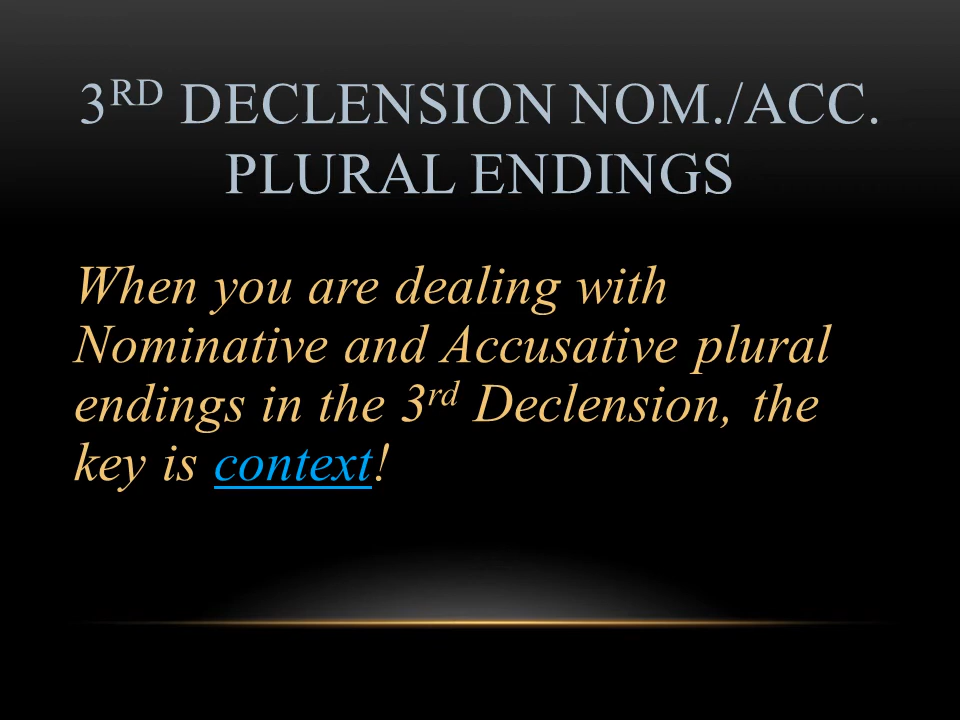 3RD DECLENSION NOM./ACC.
PLURAL ENDINGS
When you are dealing with
Nominative and Accusative plural
endings in the 3rd Declension, the
key is context!